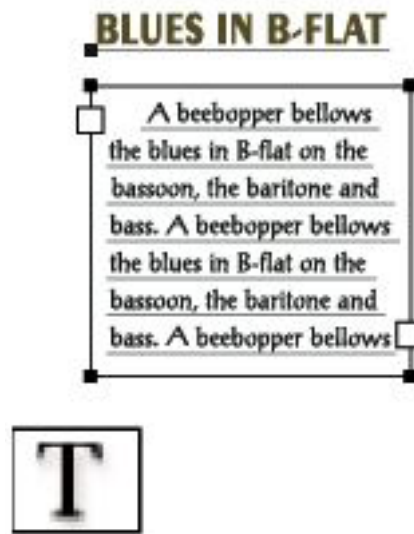 BLUES IN B-FLAT
A beebopper bellows
the blues in B-flat on the
bassoon, the baritone and
bass. A beebopper bellows
the blues in B-flat on the
bassoon, the baritone and
bass. A beebopper bellows
T